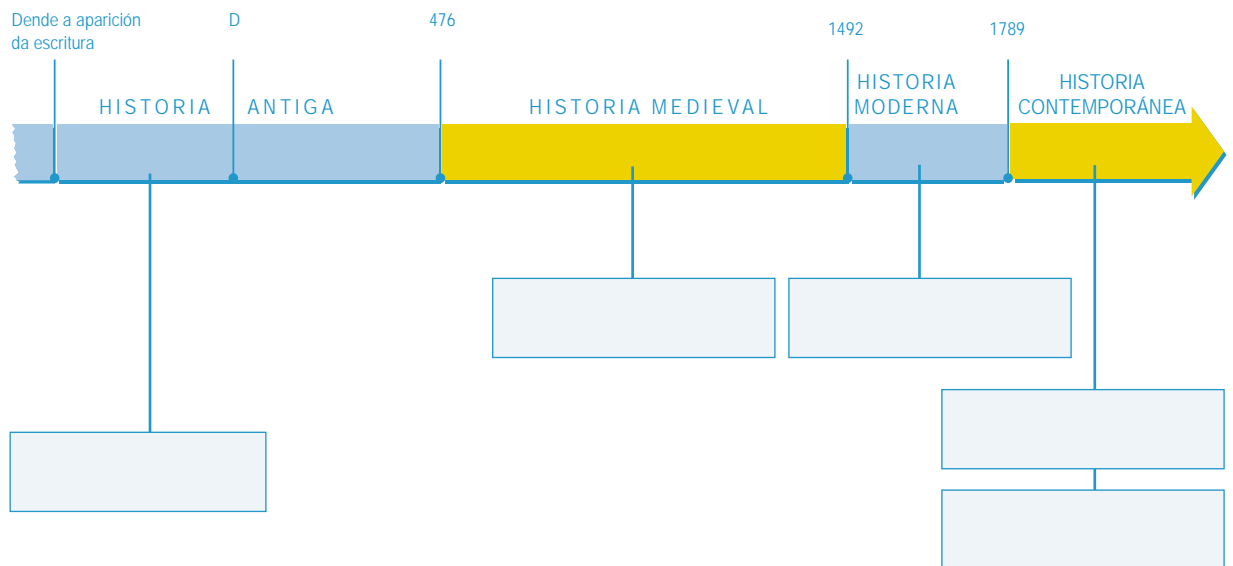 Dende a aparición
da escritura
D
476
1492
1789
HISTORIA ANTIGA
HISTORIA MEDIEVAL
HISTORIA
MODERNA
HISTORIA
CONTEMPORÁNEA